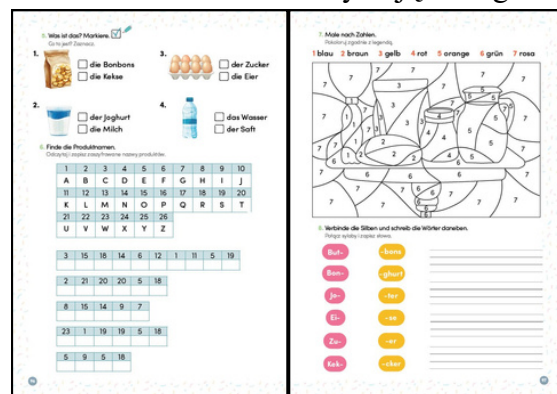 5. Was ist das? Markiere.
Co to jest? Zaznacz.
1.
die Bonbons
die Kekse
3.
der Zucker
die Eier
2.
der Joghurt
die Milch
4.
das Wasser
der Saft
6. Finde die Produktnamen.
Odczytaj i zapisz zaszyfrowane nazwy produktów.
1 2 3 4 5 6 7 8 9 10
A B C D E F G H I J
11 12 13 14 15 16 17 18 19 20
K L M N O P Q R S T
21 22 23 24 25 26
U V W X Y Z
3 15 18 14 6 12 1 11 5 19
2 21 20 20 5 18
8 15 14 9 7
23 1 19 19 5 18
5 9 5 18
7. Male nach Zahlen.
Pokoloruj zgodnie z legendą.
1 blau 2 braun 3 gelb 4 rot 5 orange 6 grün 7 rosa
8. Verbinde die Silben und schreib die Wörter daneben.
Połącz sylaby i zapisz słowa.
But- -bons
Bon- -ghurt
Jo- -ter
Ei- -se
Zu- -er
Kek- -cker